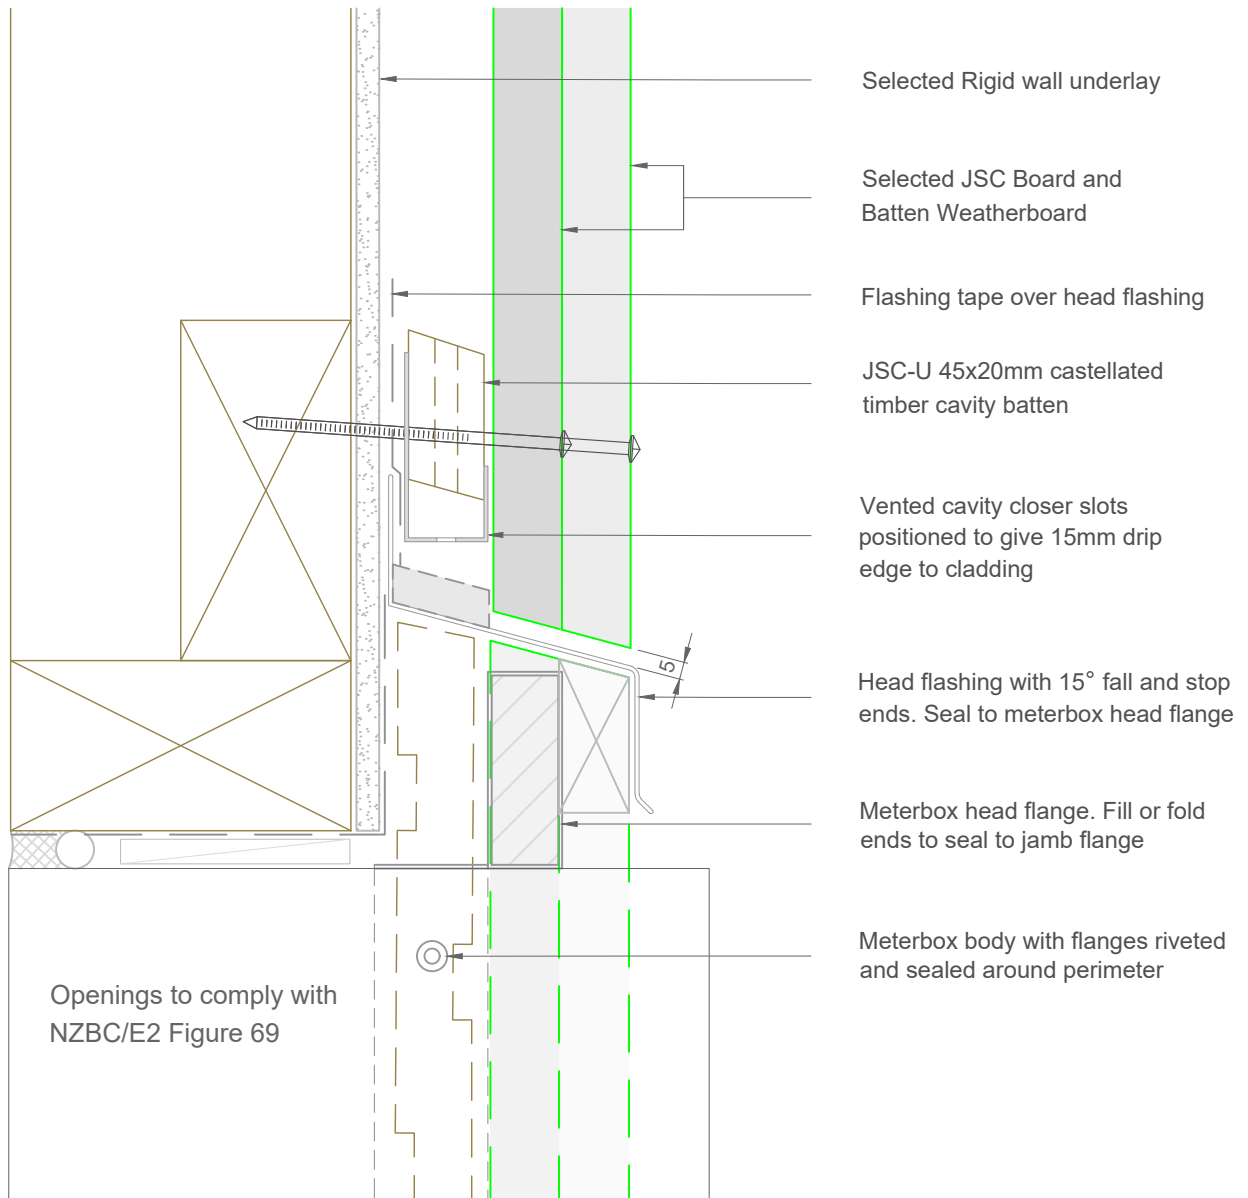 Selected Rigid wall underlay
Selected JSC Board and
Batten Weatherboard
Flashing tape over head flashing
JSC-U 45x20mm castellated
timber cavity batten
Vented cavity closer slots
positioned to give 15mm drip
edge to cladding
5
Head flashing with 15° fall and stop
ends. Seal to meterbox head flange
Meterbox head flange. Fill or fold
ends to seal to jamb flange
Meterbox body with flanges riveted
and sealed around perimeter
Openings to comply with
NZBC/E2 Figure 69